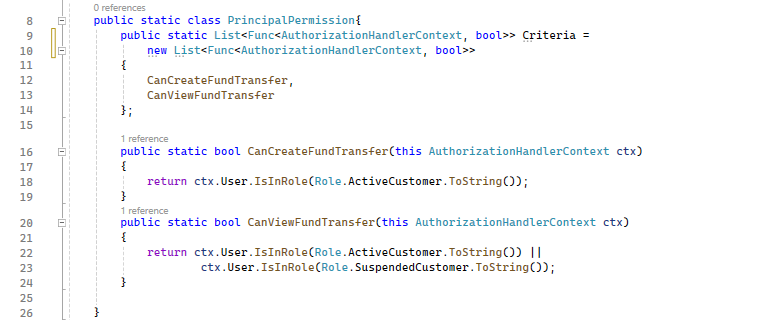 0 references
8 public static class PrincipalPermission{
9 public static List<Func<AuthorizationHandlerContext, bool>> Criteria =
10 new List<Func<AuthorizationHandlerContext, bool>>
11 {
12 CanCreateFundTransfer,
13 CanViewFundTransfer
14 };
15
1 reference
16 public static bool CanCreateFundTransfer(this AuthorizationHandlerContext ctx)
17 {
18 return ctx.User.IsInRole(Role.ActiveCustomer.ToString());
19 }
1 reference
20 public static bool CanViewFundTransfer(this AuthorizationHandlerContext ctx)
21 {
22 return ctx.User.IsInRole(Role.ActiveCustomer.ToString()) ||
23 ctx.User.IsInRole(Role.SuspendedCustomer.ToString());
24 }
25
26 }